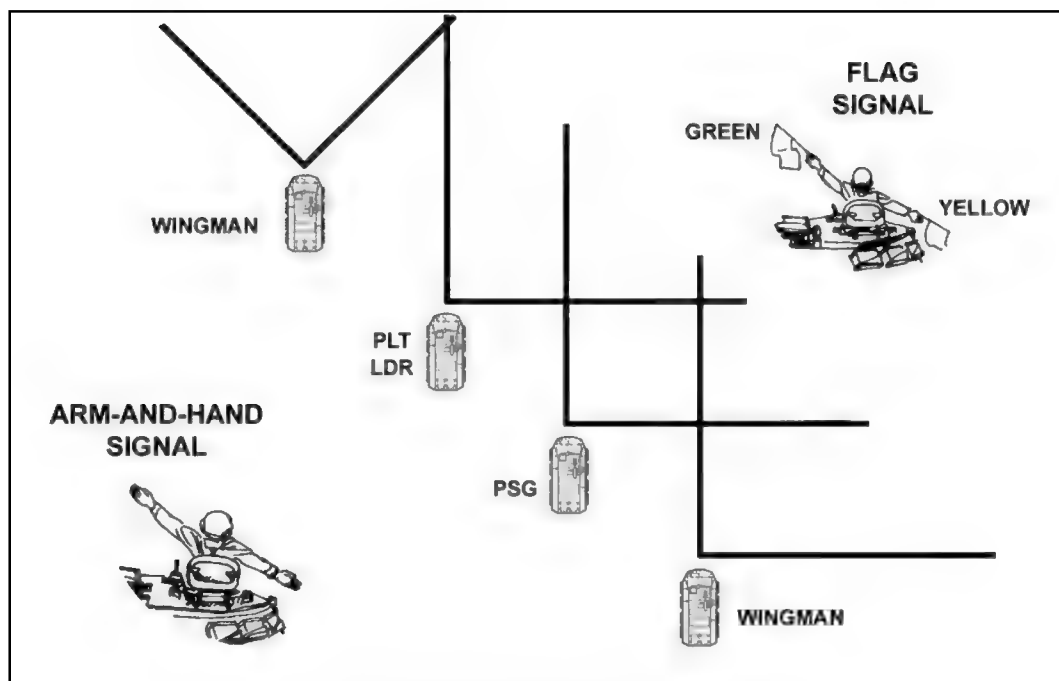 FLAG
SIGNAL
GREEN
YELLOW
WINGMAN
PLT
LDR
ARM-AND-HAND
SIGNAL
PSG
WINGMAN